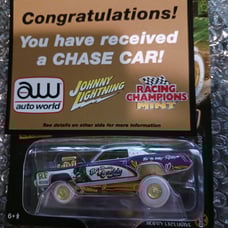 Congratulations!
You have received
a CHASE CAR!
aw
auto world
JOHNNY
LIGHTNING
RACING
CHAMPIONS
MINT
See details on other side for more information
6+